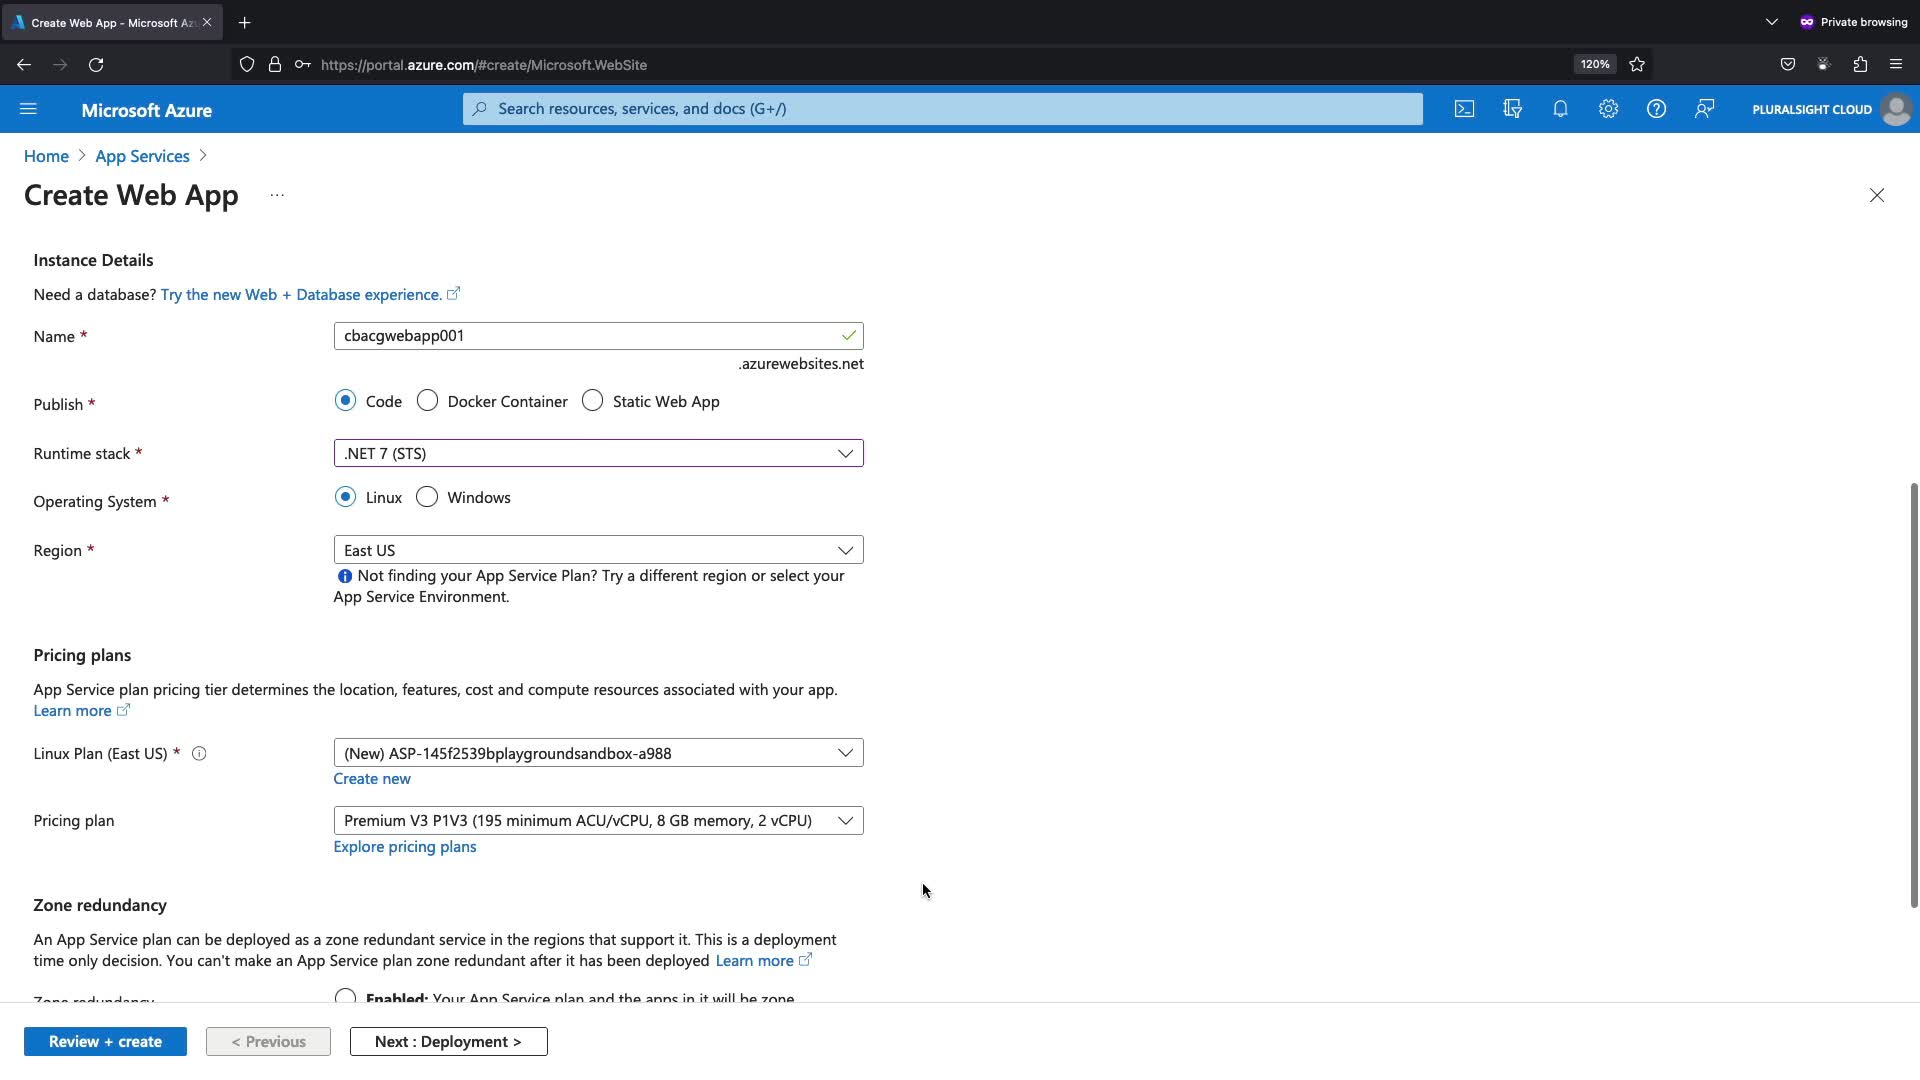 Create Web App - Microsoft Az
Private browsing
https://portal.azure.com/#create/Microsoft.WebSite
120%
Microsoft Azure
Search resources, services, and docs (G+/)
PLURALSIGHT CLOUD
Home > App Services >
Create Web App ...
Instance Details
Need a database? Try the new Web + Database experience.
Name *
cbacgwebapp001
.azurewebsites.net
Publish *
Code
Docker Container
Static Web App
Runtime stack *
.NET 7 (STS)
Operating System *
Linux
Windows
Region *
East US
Not finding your App Service Plan? Try a different region or select your
App Service Environment.
Pricing plans
App Service plan pricing tier determines the location, features, cost and compute resources associated with your app.
Learn more
Linux Plan (East US) *
(New) ASP-145f2539bplaygroundsandbox-a988
Create new
Pricing plan
Premium V3 P1V3 (195 minimum ACU/vCPU, 8 GB memory, 2 vCPU)
Explore pricing plans
Zone redundancy
An App Service plan can be deployed as a zone redundant service in the regions that support it. This is a deployment
time only decision. You can't make an App Service plan zone redundant after it has been deployed Learn more
Zone redundancy
Enabled: Your App Service plan and the apps in it will be zone
Review + create
< Previous
Next : Deployment >